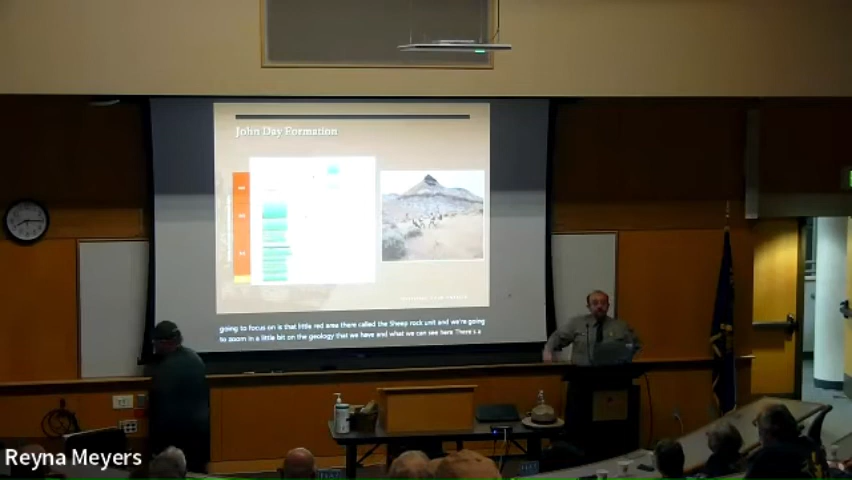 John Day Formation
going to focus on is that little red area there called the Sheep rock unit and we're going
to zoom in a little bit on the geology that we have and what we can see here There's a
Reyna Meyers